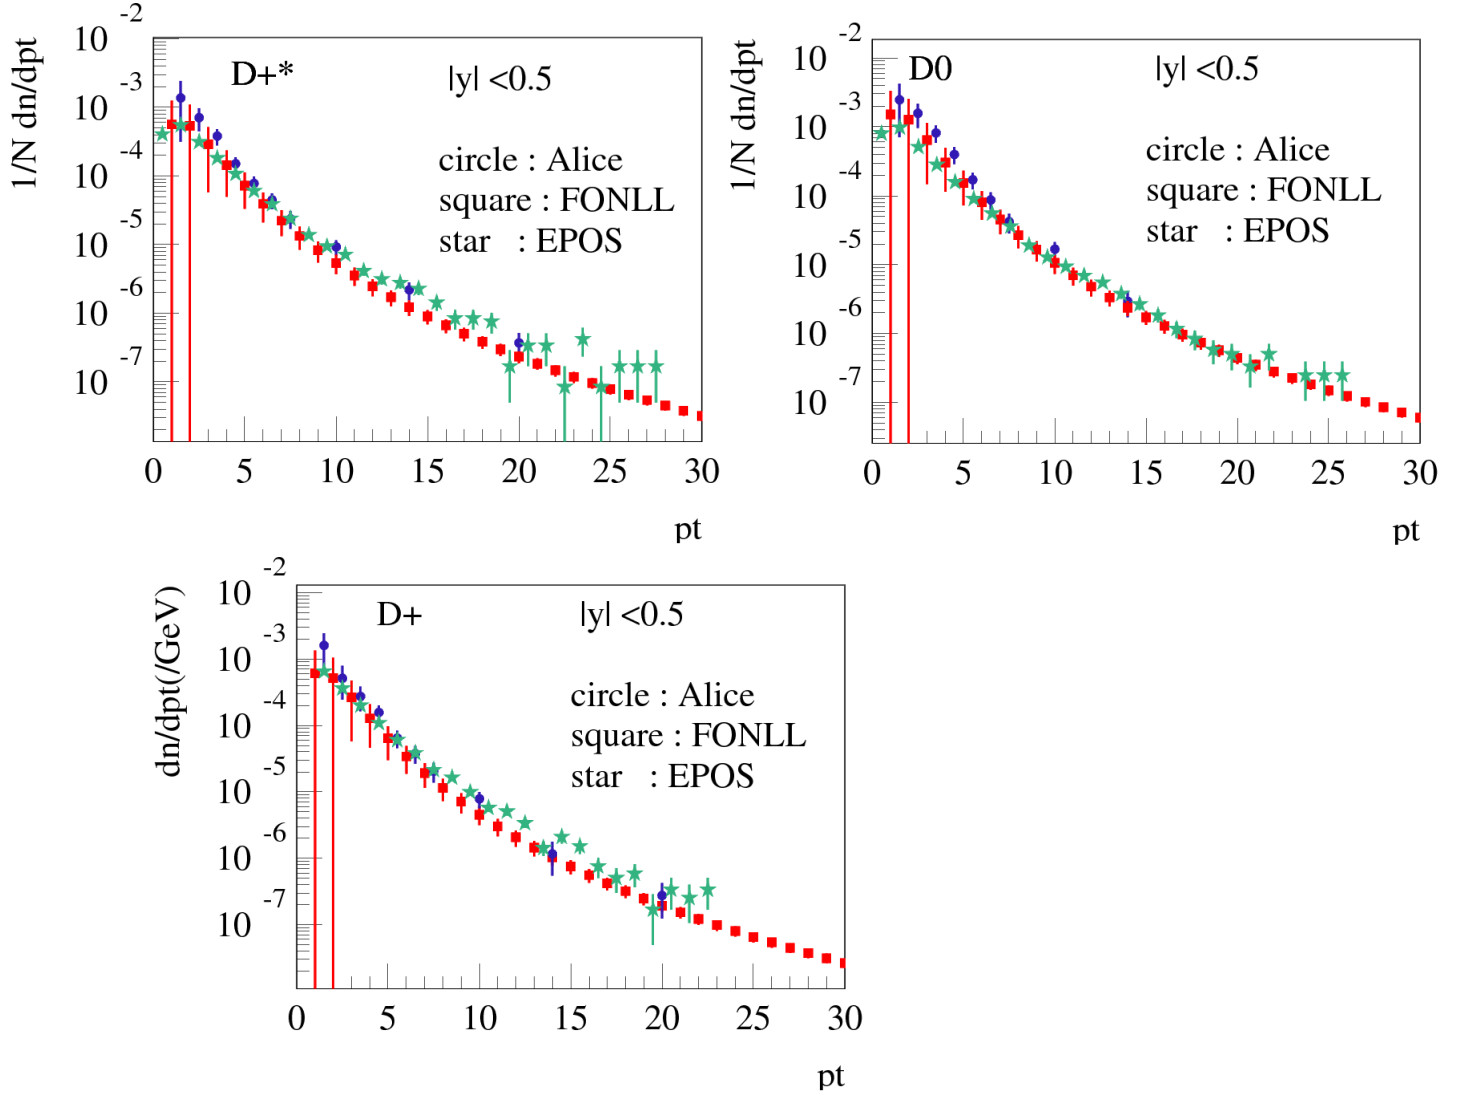 1/N dn/dpt
10 -2
10 -3
10 -4
10 -5
10 -6
10 -7
D+*
|y| <0.5
circle : Alice
square : FONLL
star : EPOS
0 5 10 15 20 25 30
pt
1/N dn/dpt
10 -2
10 -3
10 -4
10 -5
10 -6
10 -7
D0
|y| <0.5
circle : Alice
square : FONLL
star : EPOS
0 5 10 15 20 25 30
pt
dn/dpt(/GeV)
10 -2
10 -3
10 -4
10 -5
10 -6
10 -7
D+
|y| <0.5
circle : Alice
square : FONLL
star : EPOS
0 5 10 15 20 25 30
pt